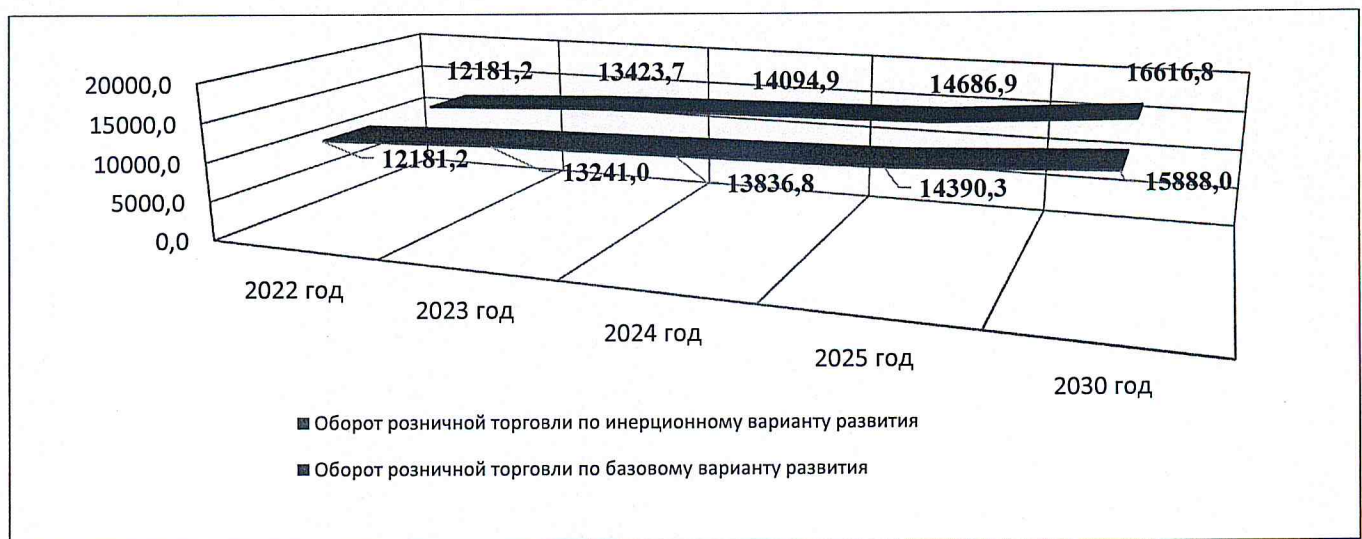 20000,0
15000,0
10000,0
5000,0
0,0
12181,2
13423,7
14094,9
14686,9
16616,8
12181,2
13241,0
13836,8
14390,3
15888,0
2022 год
2023 год
2024 год
2025 год
2030 год
Оборот розничной торговли по инерционному варианту развития
Оборот розничной торговли по базовому варианту развития